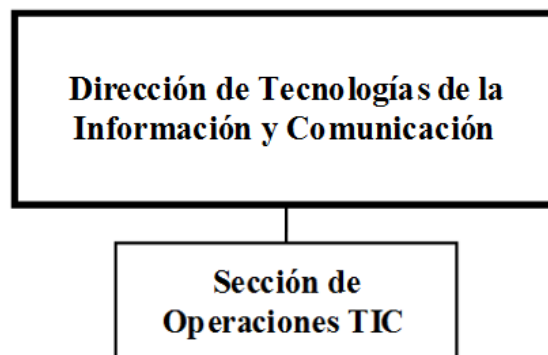 Dirección de Tecnologías de la
Información y Comunicación
Sección de
Operaciones TIC